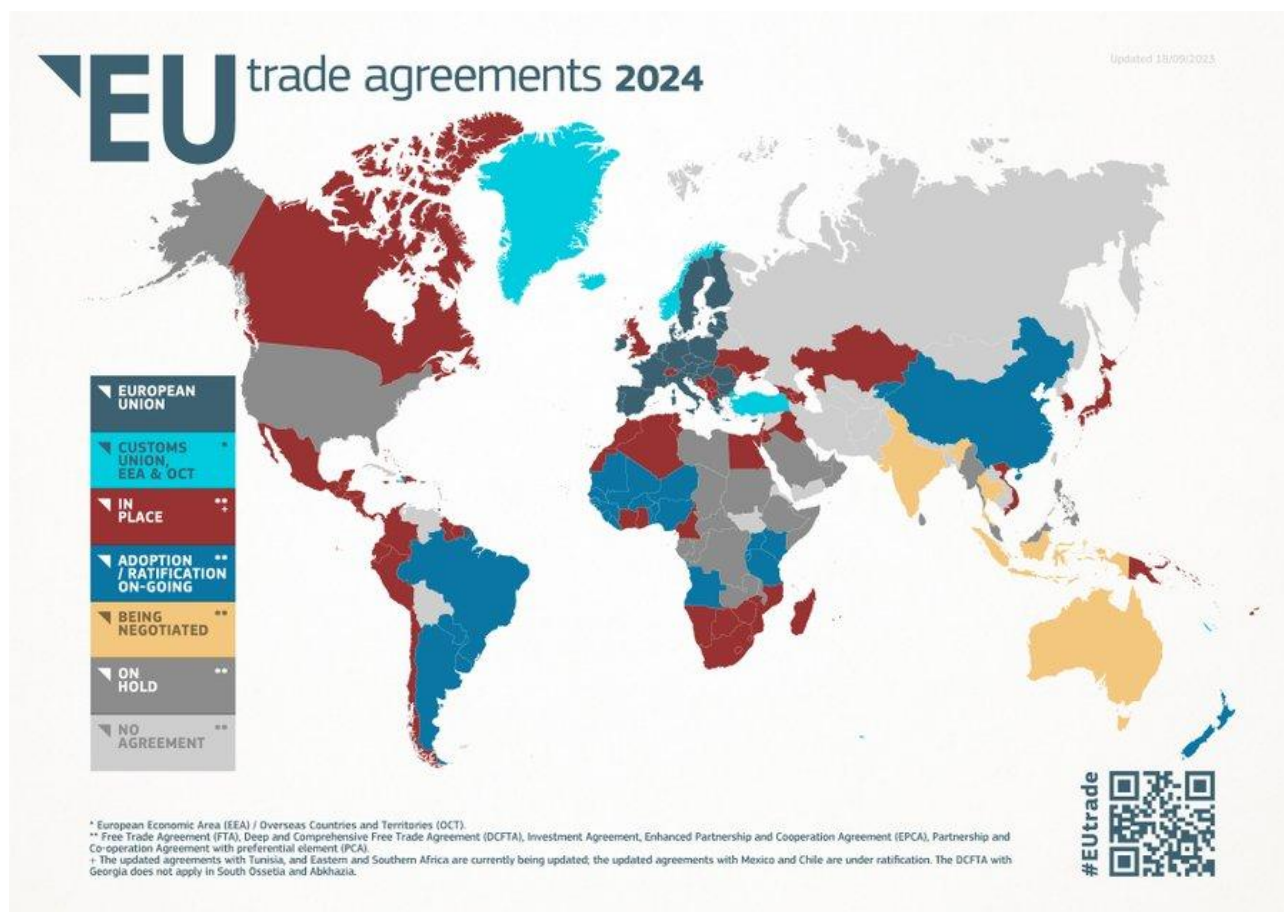 EU trade agreements 2024
Updated 18/09/2023
EUROPEAN
UNION
CUSTOMS *
UNION,
EEA & OCT
IN **
PLACE +
ADOPTION **
/ RATIFICATION
ON-GOING
BEING **
NEGOTIATED
ON **
HOLD
NO **
AGREEMENT
#EUtrade
* European Economic Area (EEA) / Overseas Countries and Territories (OCT).
** Free Trade Agreement (FTA), Deep and Comprehensive Free Trade Agreement (DCFTA), Investment Agreement, Enhanced Partnership and Cooperation Agreement (EPCA), Partnership and
Co-operation Agreement with preferential element (PCA).
+ The updated agreements with Tunisia, and Eastern and Southern Africa are currently being updated; the updated agreements with Mexico and Chile are under ratification. The DCFTA with
Georgia does not apply in South Ossetia and Abkhazia.